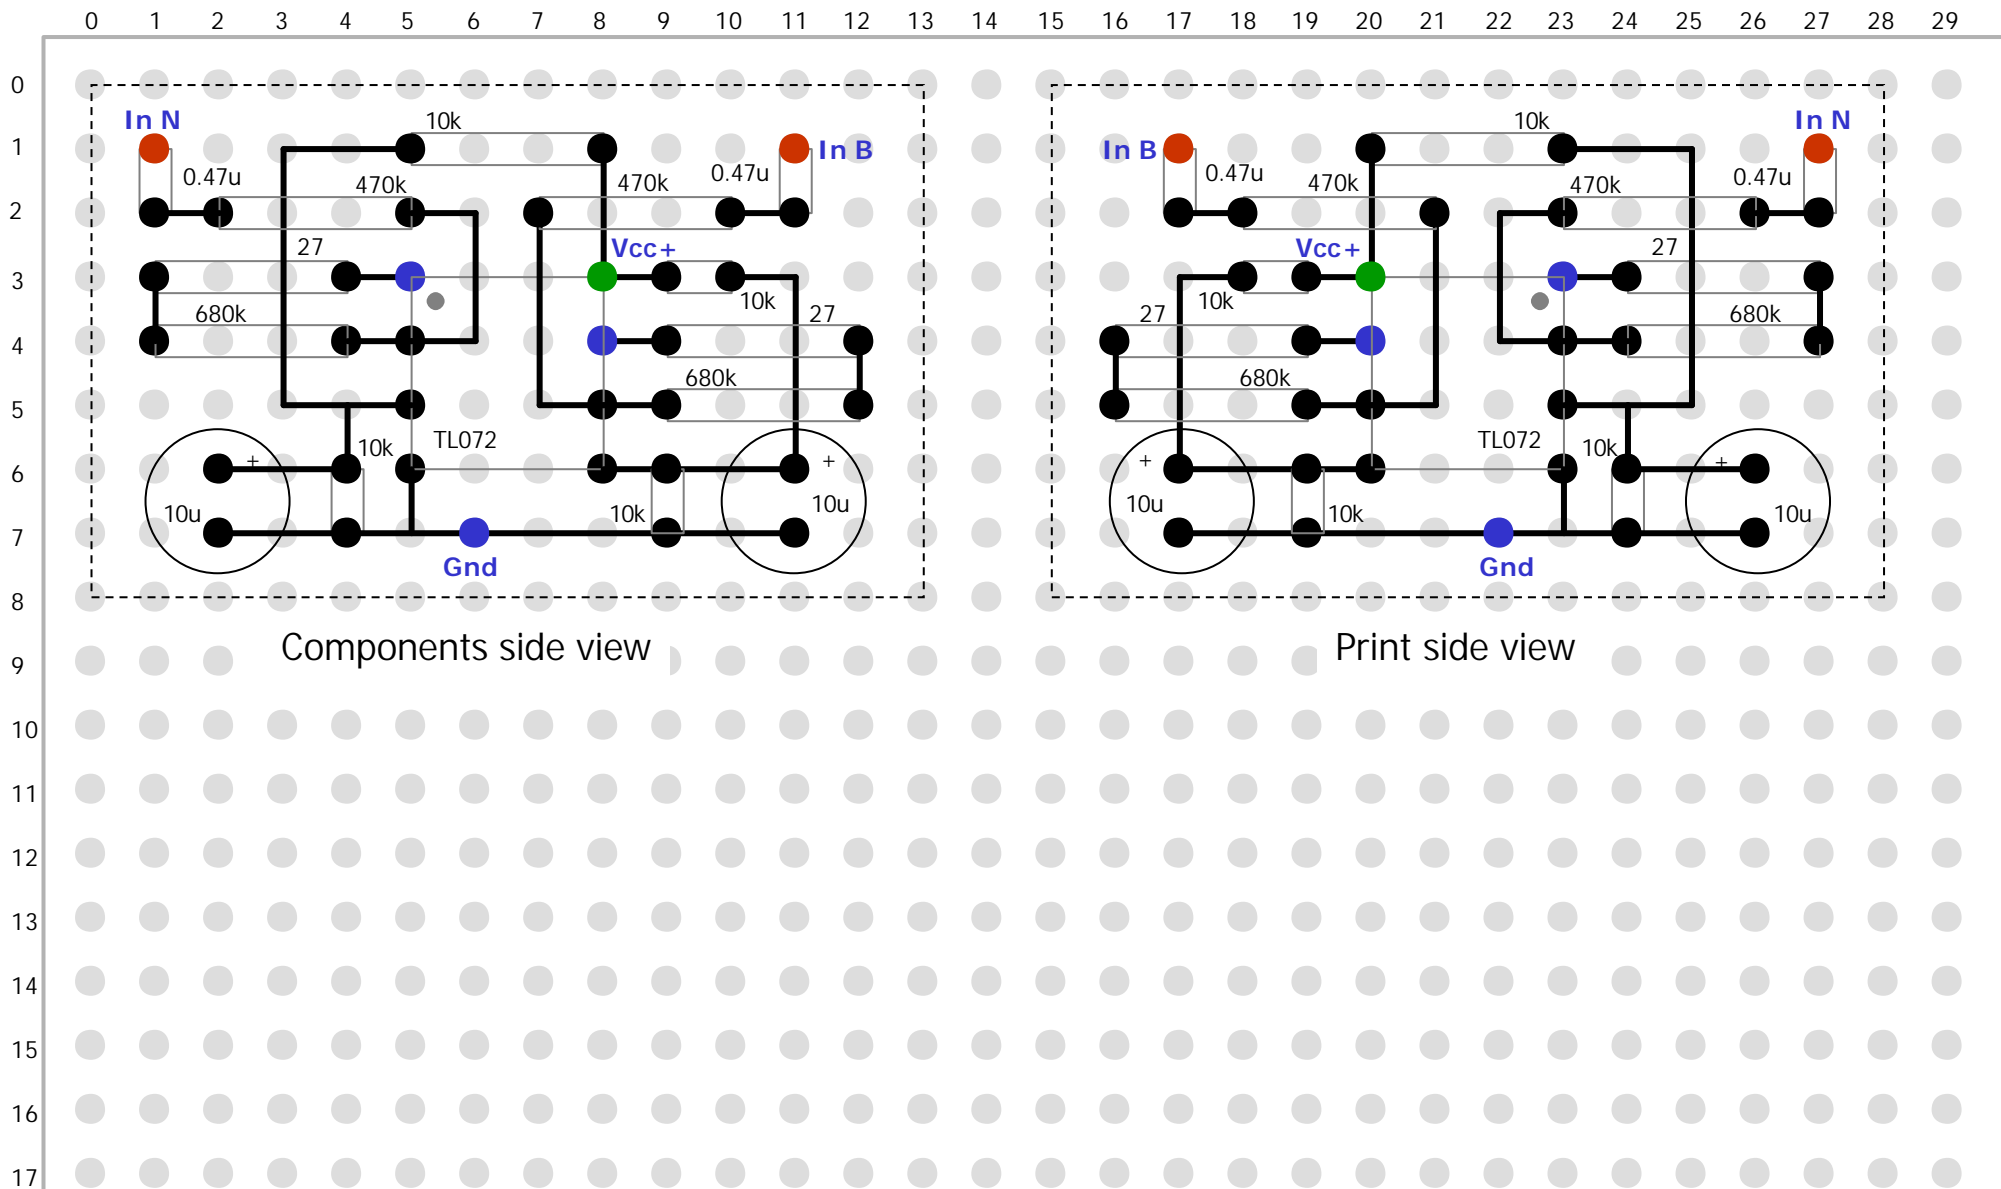 0 1 2 3 4 5 6 7 8 9 10 11 12 13 14 15 16 17 18 19 20 21 22 23 24 25 26 27 28 29
0
In N 10k 10k In N
1 In B In B
0.47u 470k 470k 0.47u 0.47u 470k 470k 0.47u
2
27 Vcc+ Vcc+ 27
3
10k 10k
680k 27 27 680k
4
680k 680k
5
TL072 TL072
10k 10k
6 + + + +
10u 10k 10u 10u 10k 10u
7
Gnd Gnd
8
Components side view Print side view
9
10
11
12
13
14
15
16
17